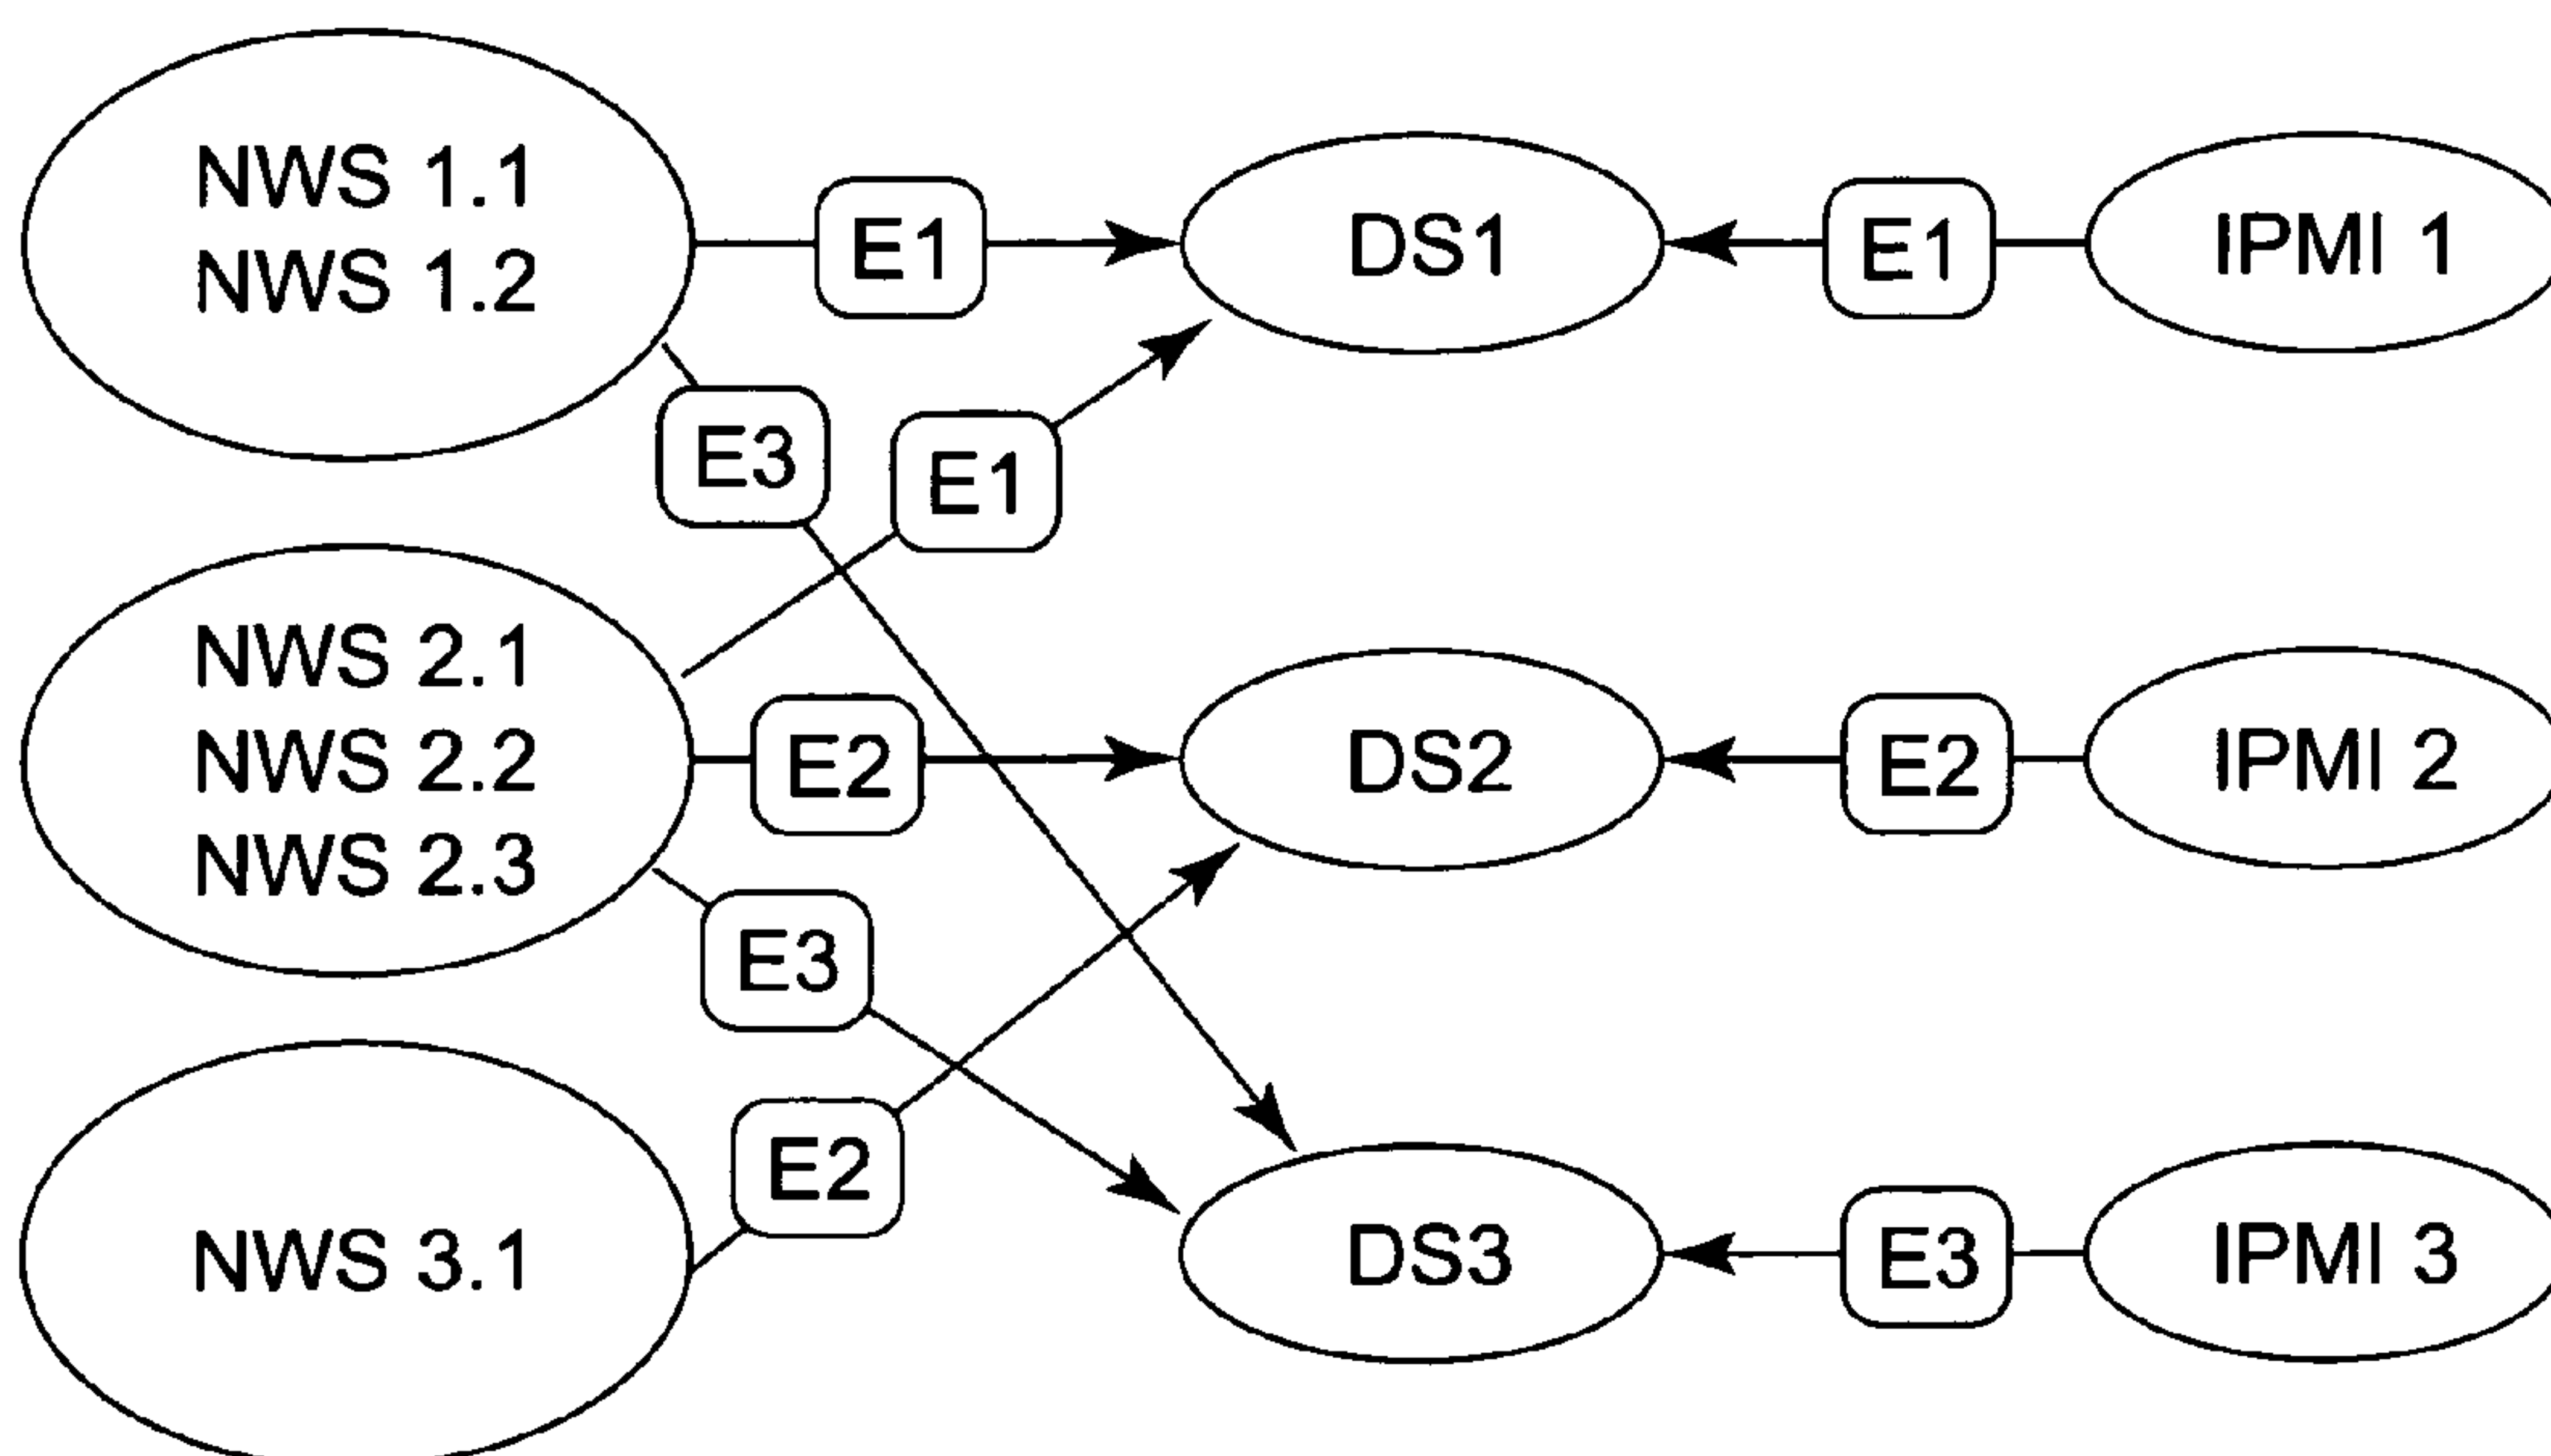 NWS 1.1
NWS 1.2
E1
DS1
E1
IPMI 1
E3
E1
NWS 2.1
NWS 2.2
NWS 2.3
E2
DS2
E2
IPMI 2
E3
E2
NWS 3.1
DS3
E3
IPMI 3